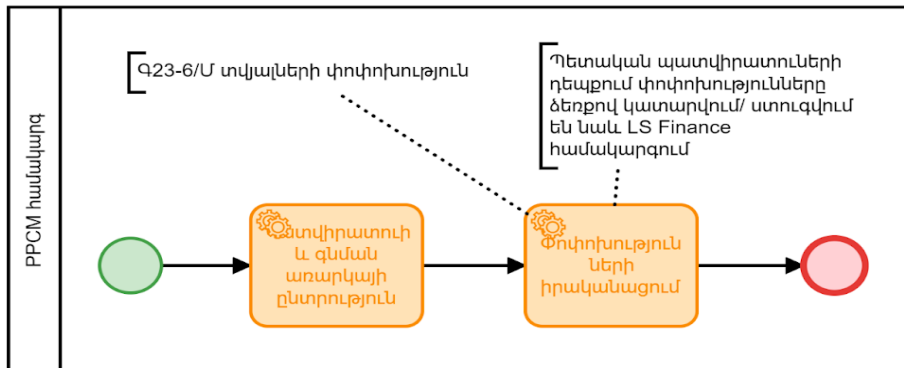 PPCM համակարգ
Գ23-6/Մ տվյալների փոփոխություն
Պետական պատվիրատուների
դեպքում փոփոխությունները
ձեռքով կատարվում/ ստուգվում
են նաև LS Finance
համակարգում
ատվիրատուի
և գնման
առարկայի
ընտրություն
Փոփոխություն
ների
իրականացում